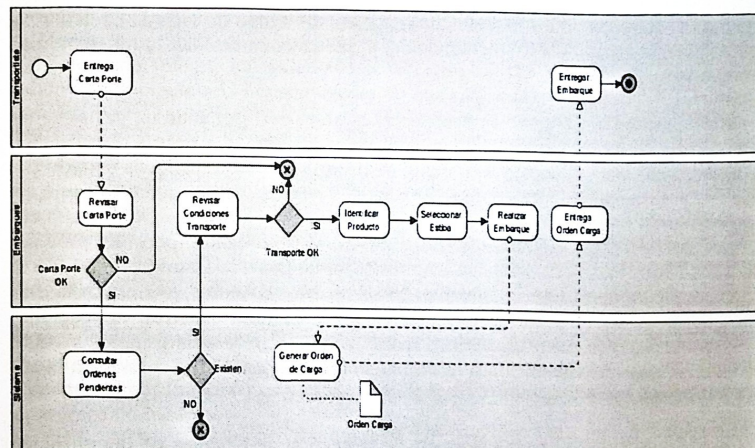 Transportista
Entrega
Carta Porte
Entregar
Embarque
Embarques
Revisar
Carta Porte
Carta Porte
OK
NO
SI
Revisar
Condiciones
Transporte
NO
Transporte OK
SI
Identificar
Producto
Seleccionar
Estiba
Realizar
Embarque
Entrega
Orden Carga
Sistema
Consultar
Ordenes
Pendientes
SI
Existen
NO
Generar Orden
de Carga
Orden Carga